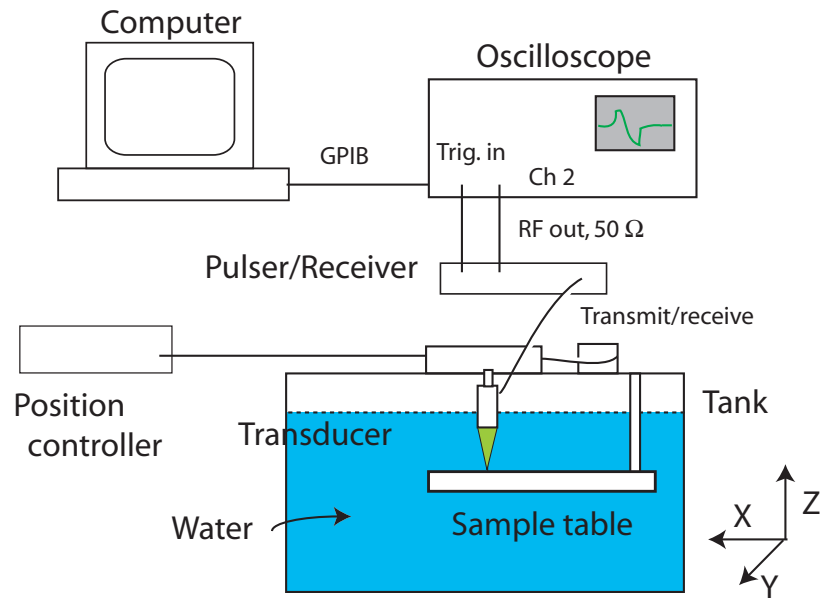 Computer
Oscilloscope
GPIB
Trig. in
Ch 2
RF out, 50 Ω
Pulser/Receiver
Transmit/receive
Position
controller
Transducer
Tank
Water
Sample table
X
Z
Y